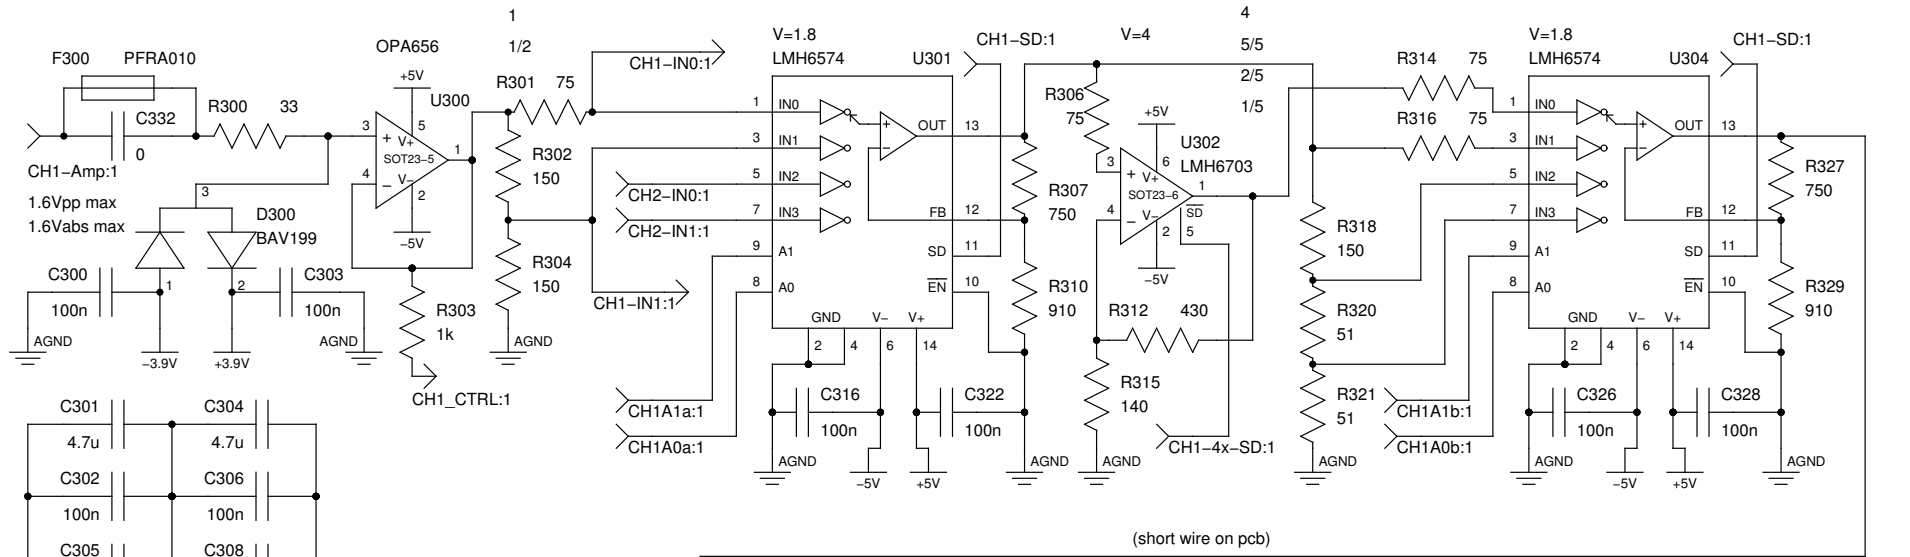 1
1/2
4
5/5
2/5
1/5
V=1.8
LMH6574
U301
CH1−SD:1
V=4
V=1.8
LMH6574
U304
CH1−SD:1
F300 PFRA010
C332
0
R300 33
CH1−Amp:1
1.6Vpp max
1.6Vabs max
OPA656
+5V
U300
3
+
V+
5
SOT23−5
1
4
−
V−
2
−5V
R301 75
R302
150
R304
150
AGND
CH1−IN0:1
CH2−IN0:1
CH2−IN1:1
CH1−IN1:1
3
D300
BAV199
1
2
C300
100n
C303
100n
AGND
−3.9V
+3.9V
AGND
R303
1k
CH1_CTRL:1
1 IN0
3 IN1
5 IN2
7 IN3
9 A1
8 A0
+
−
OUT 13
FB 12
SD 11
EN 10
GND
V−
V+
2
4
6
14
C316
100n
C322
100n
CH1A1a:1
CH1A0a:1
AGND
−5V
+5V
AGND
R307
750
R310
910
R306
75
+5V
U302
LMH6703
3
+
V+
6
SOT23−6
1
SD
4
−
V−
2
5
−5V
R312 430
R315
140
AGND
CH1−4x−SD:1
R314 75
R316 75
R318
150
R320
51
R321
51
AGND
CH1A1b:1
CH1A0b:1
1 IN0
3 IN1
5 IN2
7 IN3
9 A1
8 A0
+
−
OUT 13
FB 12
SD 11
EN 10
GND
V−
V+
2
4
6
14
C326
100n
C328
100n
AGND
−5V
+5V
AGND
R327
750
R329
910
C301
4.7u
C304
4.7u
C302
100n
C306
100n
C305
C308
(short wire on pcb)